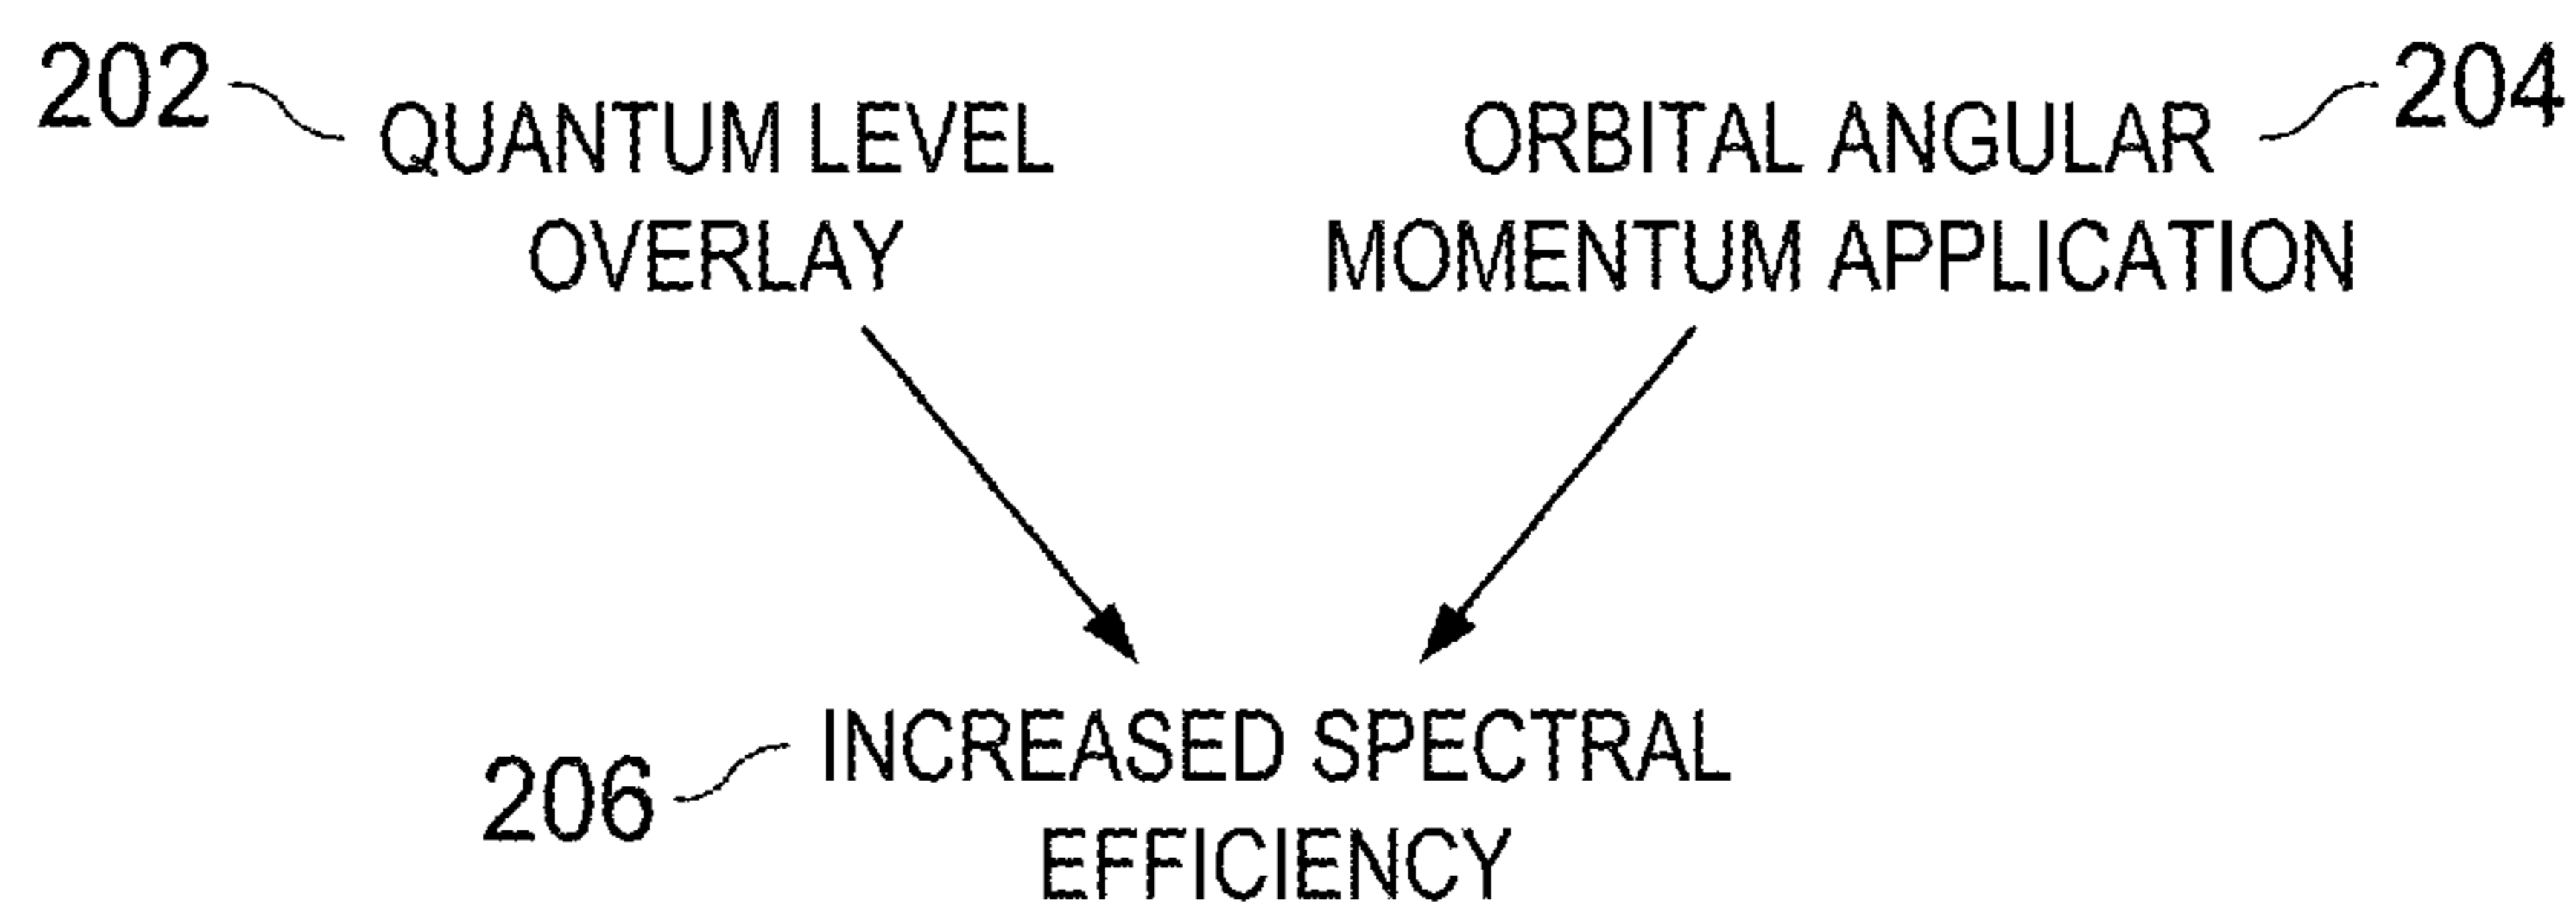 202
QUANTUM LEVEL
OVERLAY
ORBITAL ANGULAR
MOMENTUM APPLICATION
204
206
INCREASED SPECTRAL
EFFICIENCY